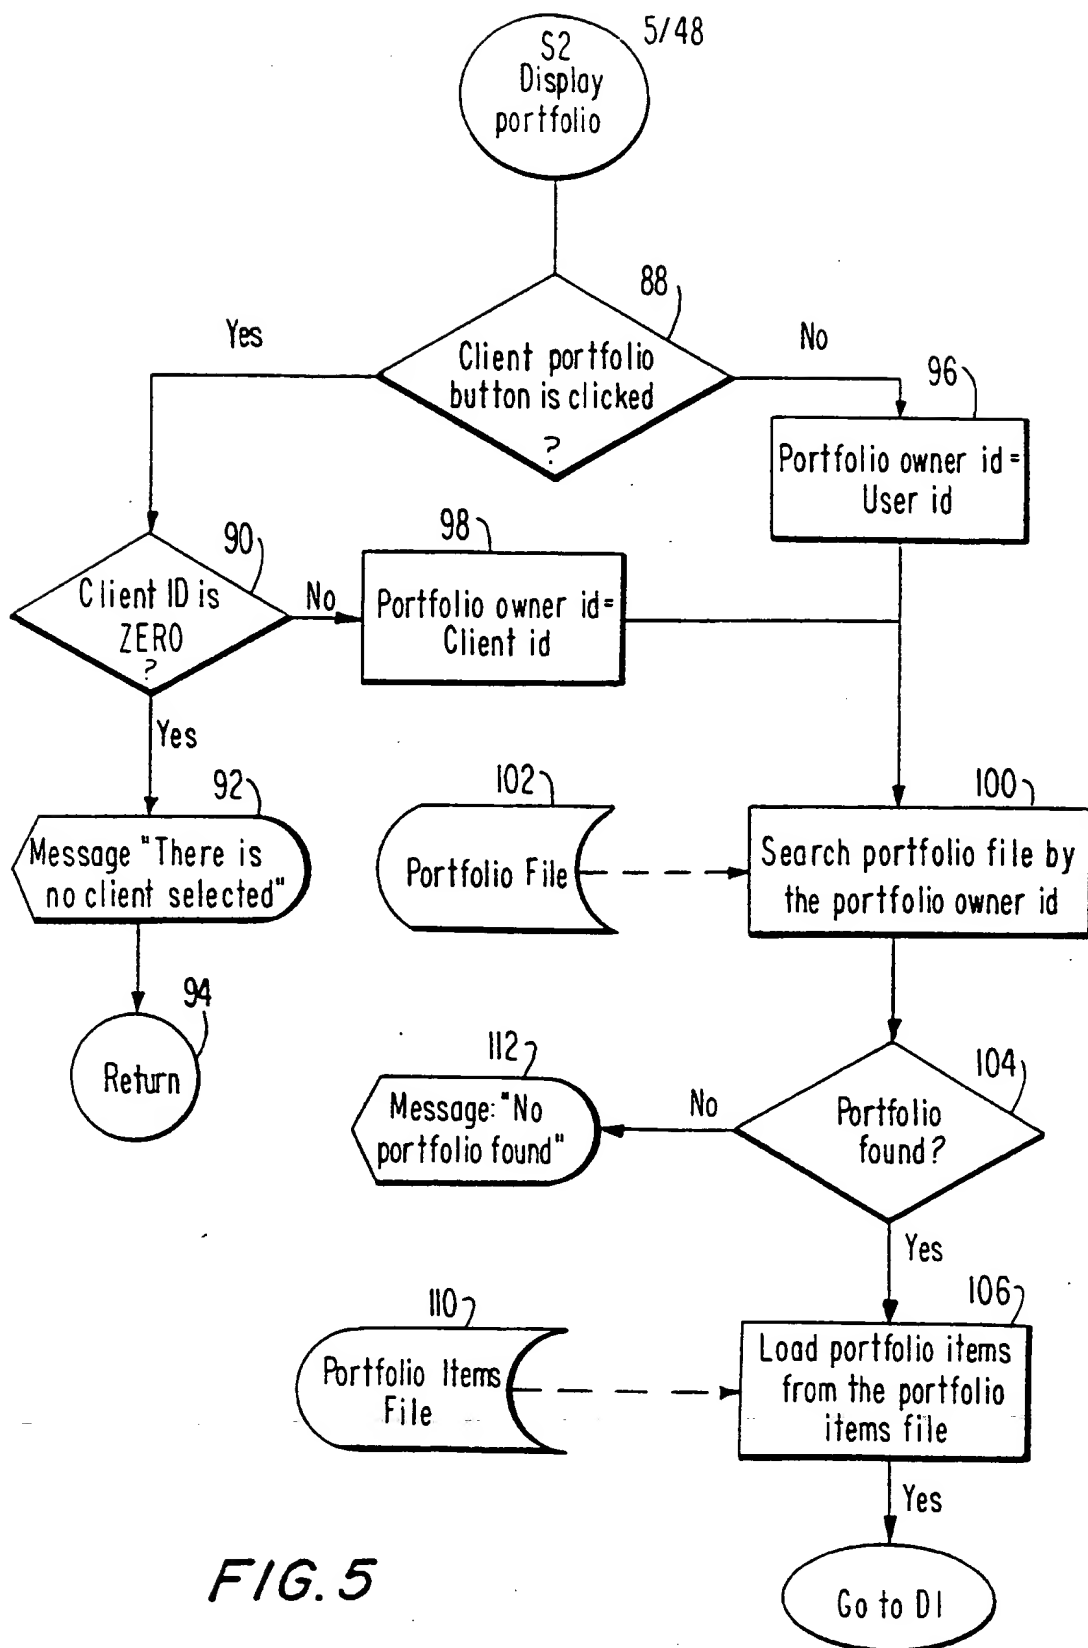 5/48
S2
Display
portfolio
88
Yes
No
Client portfolio
button is clicked
?
96
Portfolio owner id =
User id
90
Client ID is
ZERO
?
No
98
Portfolio owner id=
Client id
Yes
92
Message "There is
no client selected"
102
Portfolio File
100
Search portfolio file by
the portfolio owner id
94
Return
112
Message: "No
portfolio found"
No
104
Portfolio
found?
Yes
110
Portfolio Items
File
106
Load portfolio items
from the portfolio
items file
Yes
Go to D1
FIG. 5